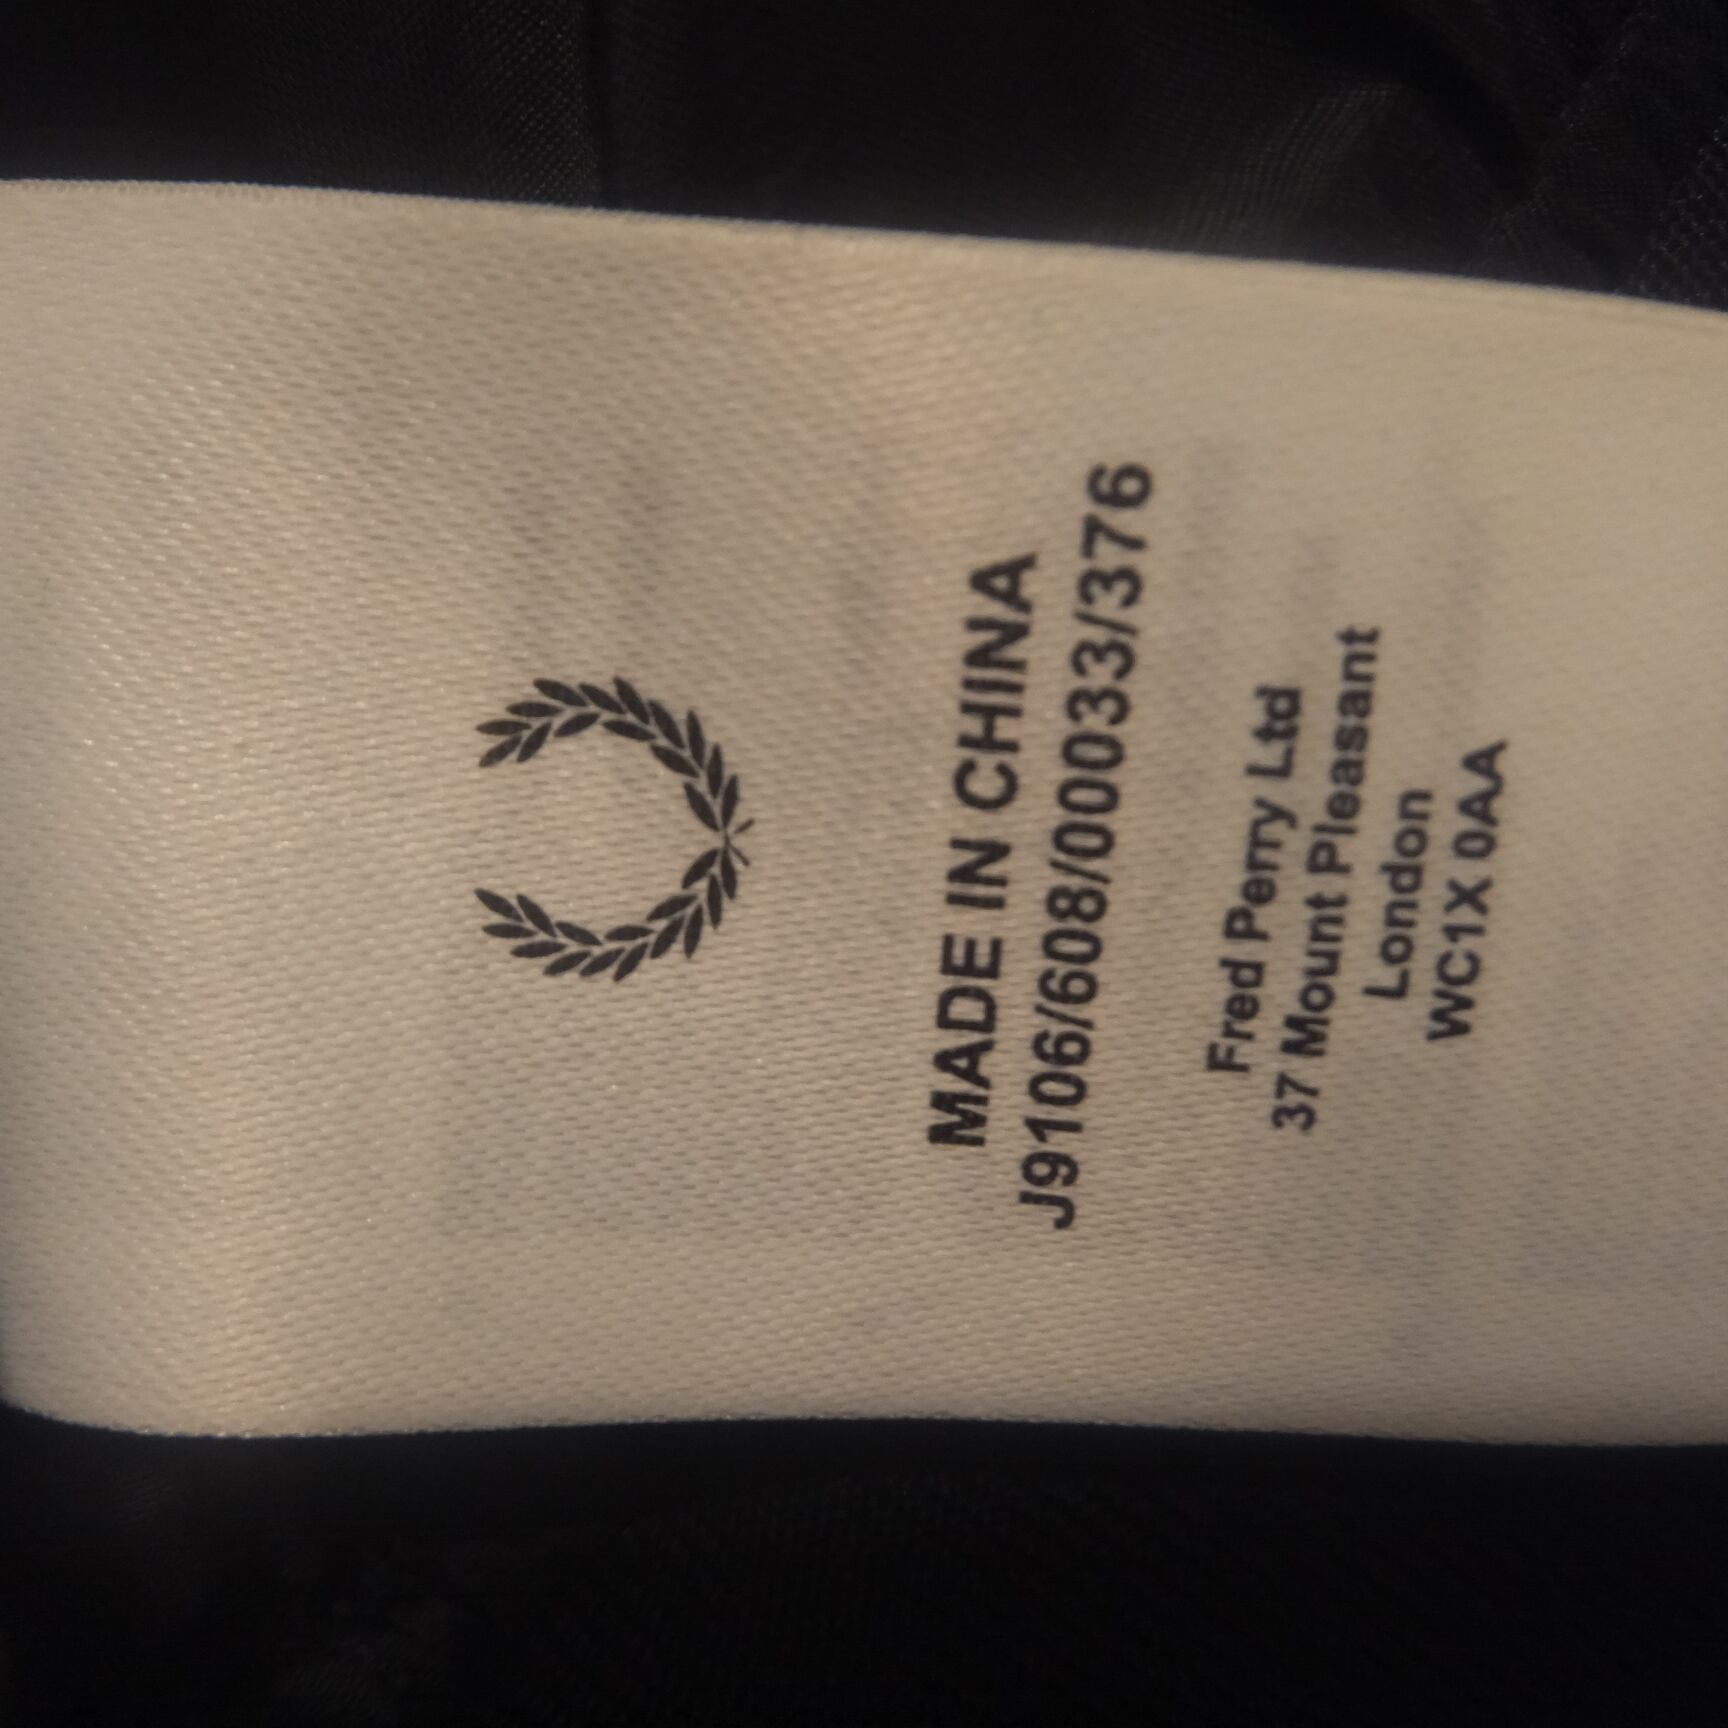 MADE IN CHINA
J9106/608/00033/376
Fred Perry Ltd
37 Mount Pleasant
London
WC1X 0AA